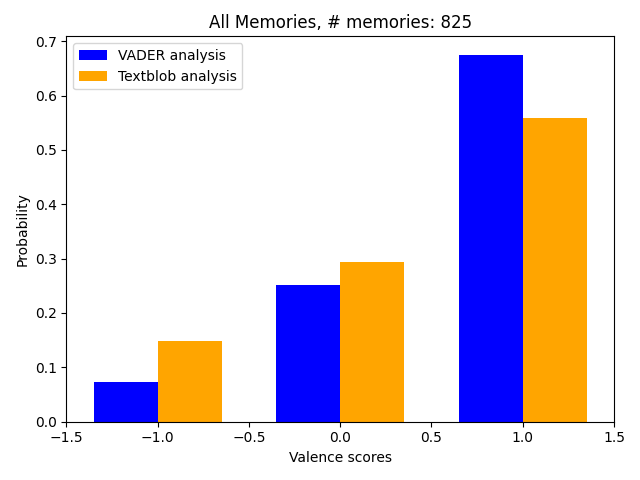 All Memories, # memories: 825
VADER analysis
Textblob analysis
0.7
0.6
0.5
0.4
0.3
0.2
0.1
0.0
Probability
−1.5 −1.0 −0.5 0.0 0.5 1.0 1.5
Valence scores